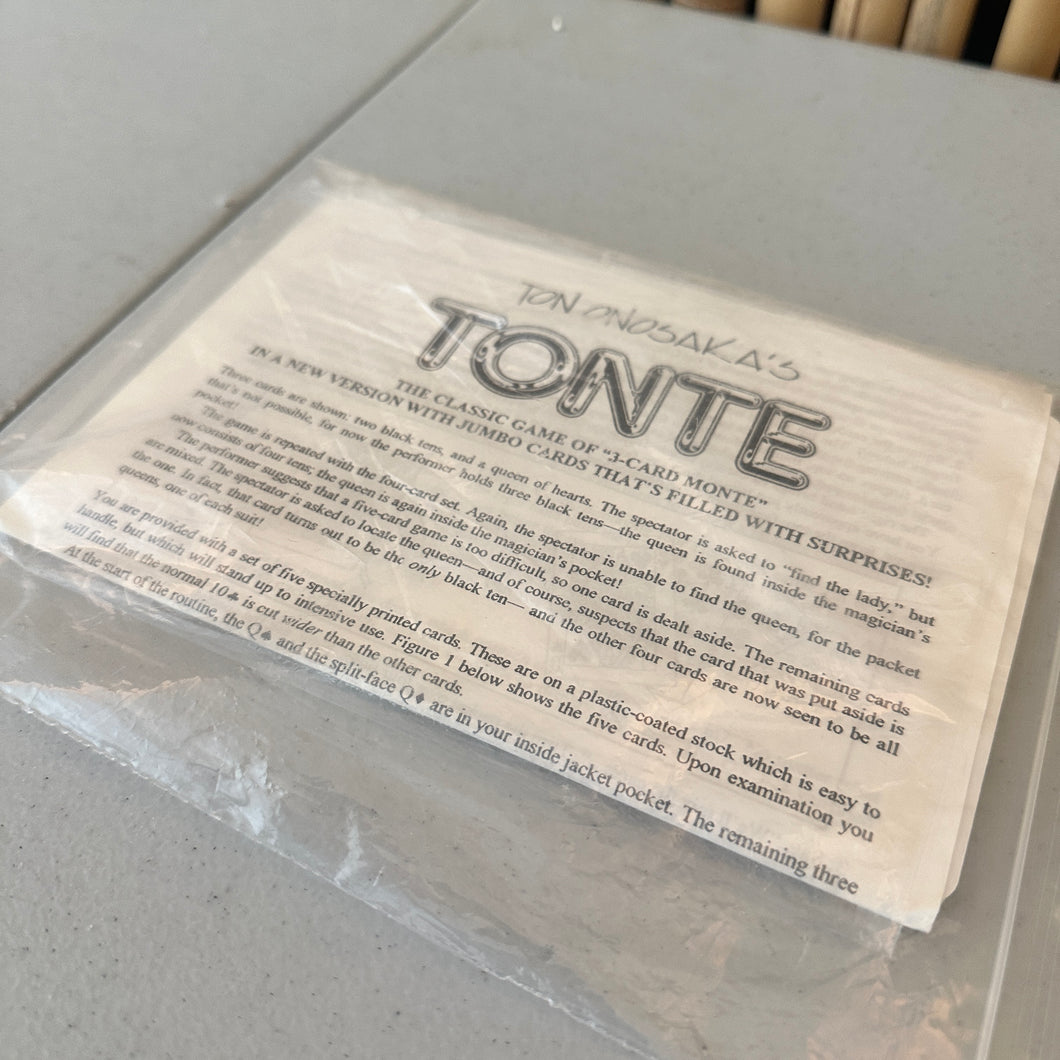 TON ONOSAKA'S
TONTE
THE CLASSIC GAME OF "3-CARD MONTE"
IN A NEW VERSION WITH JUMBO CARDS THAT'S FILLED WITH SURPRISES!
Three cards are shown: two black tens, and a queen of hearts. The spectator is asked to "find the lady," but
that's not possible, for now the performer holds three black tens—the queen is found inside the magician's
pocket!
The game is repeated with the four-card set. Again, the spectator is unable to find the queen, for the packet
now consists of four tens; the queen is again inside the magician's pocket!
The performer suggests that a five-card game is too difficult, so one card is dealt aside. The remaining cards
are mixed. The spectator is asked to locate the queen—and of course, suspects that the card that was put aside is
the one. In fact, that card turns out to be the only black ten— and the other four cards are now seen to be all
queens, one of each suit!
You are provided with a set of five specially printed cards. These are on a plastic-coated stock which is easy to
handle, but which will stand up to intensive use. Figure 1 below shows the five cards. Upon examination you
will find that the normal 10♣ is cut wider than the other cards.
At the start of the routine, the Q♠ and the split-face Q♦ are in your inside jacket pocket. The remaining three